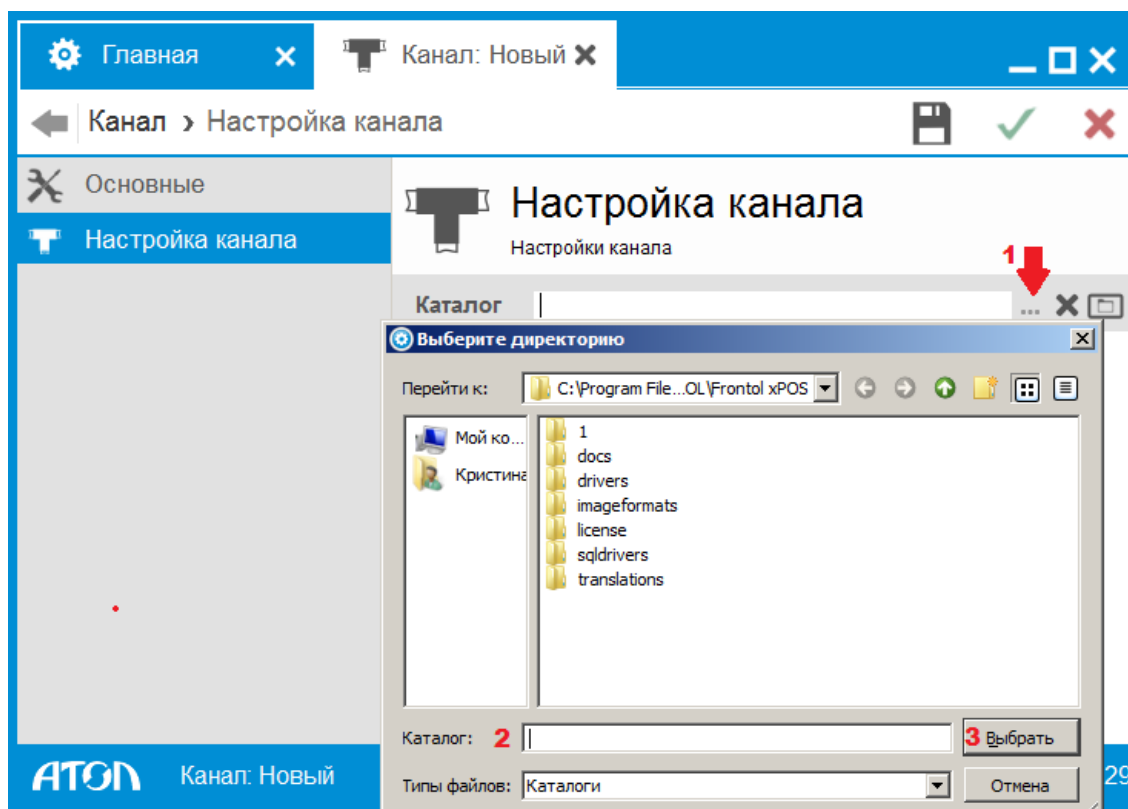 Главная
Канал: Новый
Канал › Настройка канала
Основные
Настройка канала
Настройка канала
Настройки канала
1
Каталог
...
Выберите директорию
Перейти к: C:\Program File...OL\Frontol xPOS
Мой ко...
Кристина
1
docs
drivers
imageformats
license
sqldrivers
translations
Каталог: 2
3 Выбрать
Типы файлов: Каталоги
Отмена
АТОЛ
Канал: Новый
29